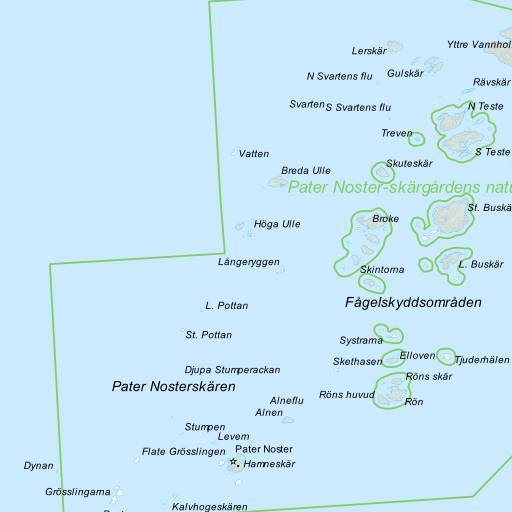 Yttre Vannhol
Lerskär
Gulskär
N Svartens flu
Rävskär
Svarten
S Svartens flu
N Teste
Treven
Vatten
S Teste
Skuteskär
Breda Ulle
Pater Noster-skärgårdens natu
St. Buskä
Broke
Höga Ulle
Långeryggen
L. Buskär
Skintorna
L. Pottan
Fågelskyddsområden
St. Pottan
Systrarna
Elloven
Skethasen
Tjuderhälen
Djupa Stumperackan
Röns skär
Pater Nosterskären
Röns huvud
Alneflu
Rön
Alnen
Stumpen
Levern
Flate Grösslingen
Pater Noster
Hamneskär
Dynan
Grösslingarna
Kalvhogeskären